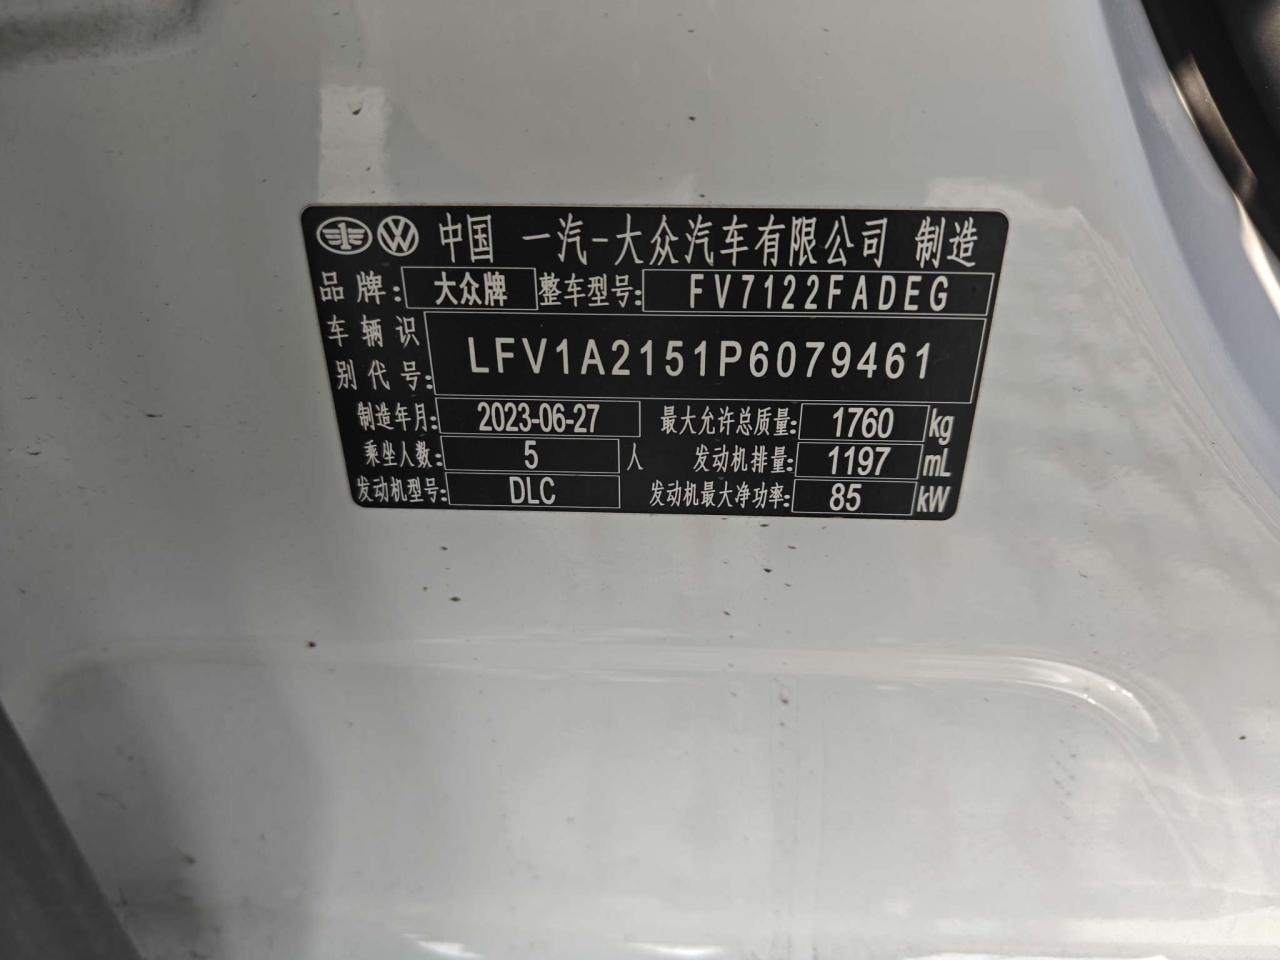 中国 一汽-大众汽车有限公司 制造
品牌: 大众牌 整车型号: FV7122FADEG
车辆识别代号: LFV1A2151P6079461
制造年月: 2023-06-27 最大允许总质量: 1760 kg
乘坐人数: 5 人 发动机排量: 1197 mL
发动机型号: DLC 发动机最大净功率: 85 kW